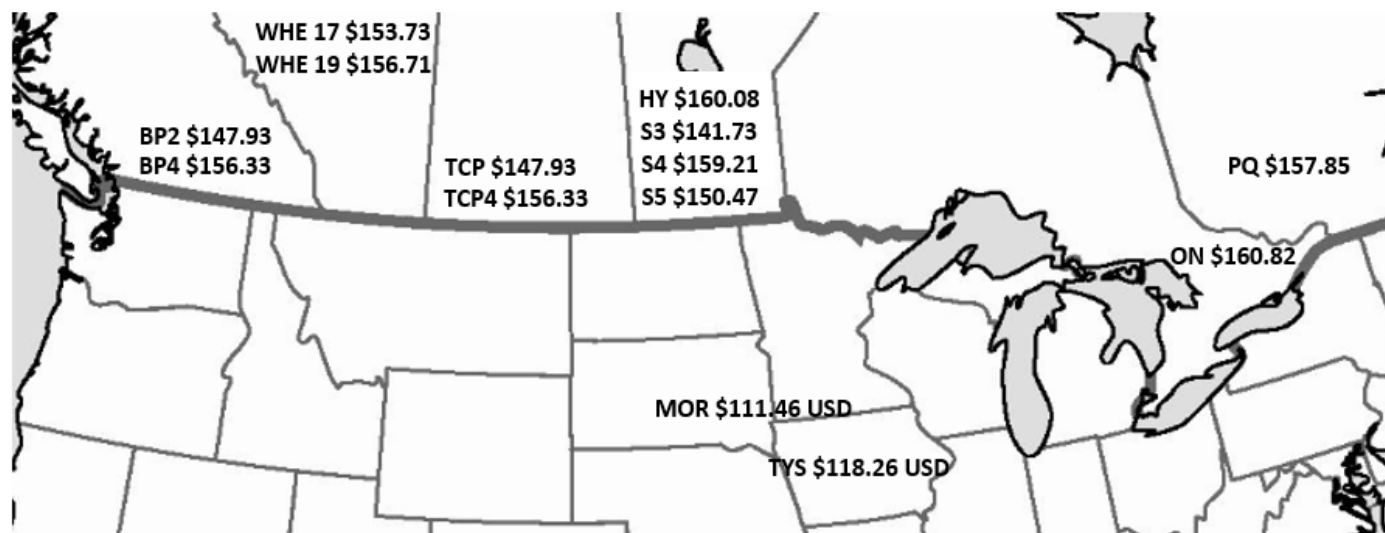 WHE 17 $153.73
WHE 19 $156.71
BP2 $147.93
BP4 $156.33
TCP $147.93
TCP4 $156.33
HY $160.08
S3 $141.73
S4 $159.21
S5 $150.47
PQ $157.85
ON $160.82
MOR $111.46 USD
TYS $118.26 USD